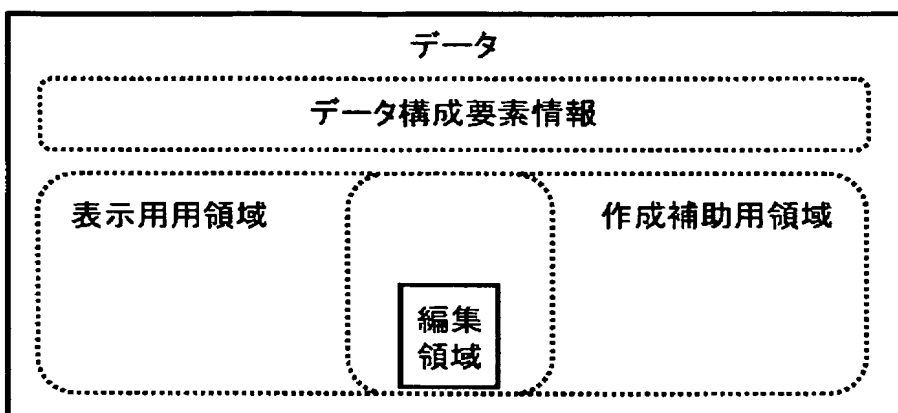 データ
データ構成要素情報
表示用用領域
作成補助用領域
編集
領域